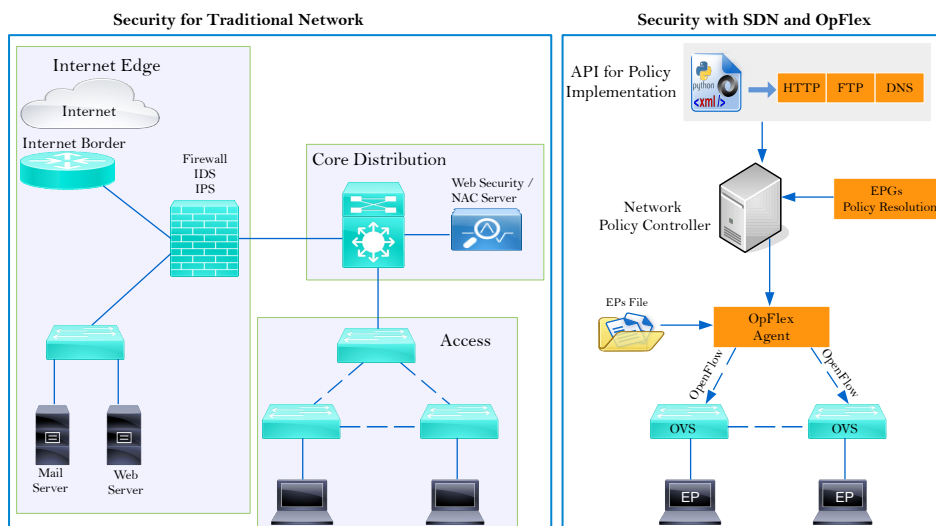 Security for Traditional Network
Internet Edge
Internet
Internet Border
Firewall
IDS
IPS
Core Distribution
Web Security /
NAC Server
Access
Mail
Server
Web
Server
Security with SDN and OpFlex
API for Policy
Implementation
python
<xml/>
HTTP
FTP
DNS
Network
Policy Controller
EPGs
Policy Resolution
EPs File
OpFlex
Agent
OpenFlow
OpenFlow
OVS
OVS
EP
EP